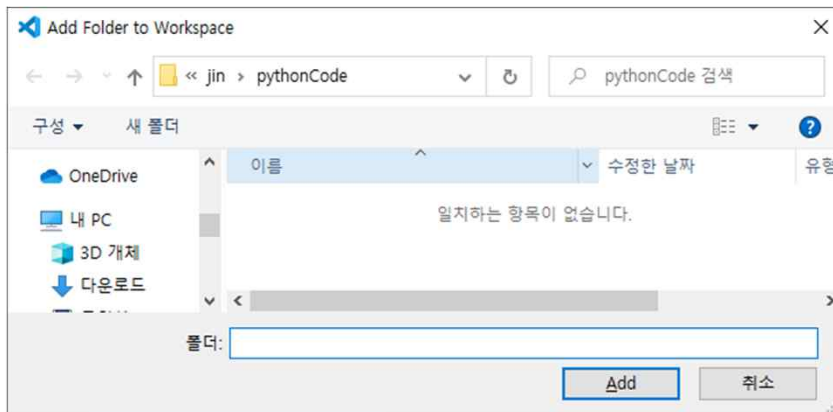 Add Folder to Workspace
« jin › pythonCode
pythonCode 검색
구성
새 폴더
OneDrive
내 PC
3D 개체
다운로드
이름
수정한 날짜
유형
일치하는 항목이 없습니다.
폴더:
Add
취소